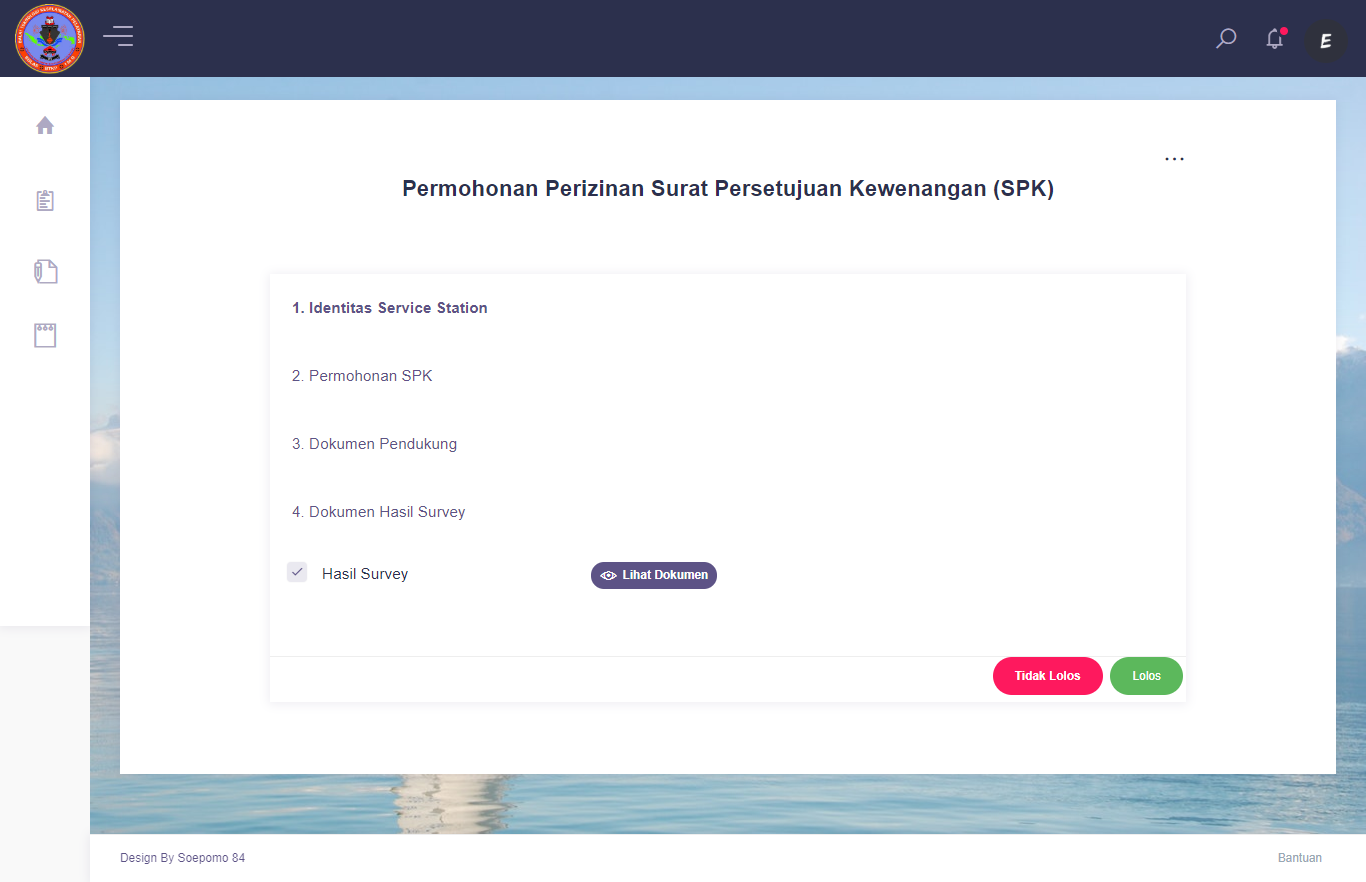 E
Permohonan Perizinan Surat Persetujuan Kewenangan (SPK)
1. Identitas Service Station
2. Permohonan SPK
3. Dokumen Pendukung
4. Dokumen Hasil Survey
Hasil Survey
Lihat Dokumen
Tidak Lolos
Lolos
Design By Soepomo 84
Bantuan